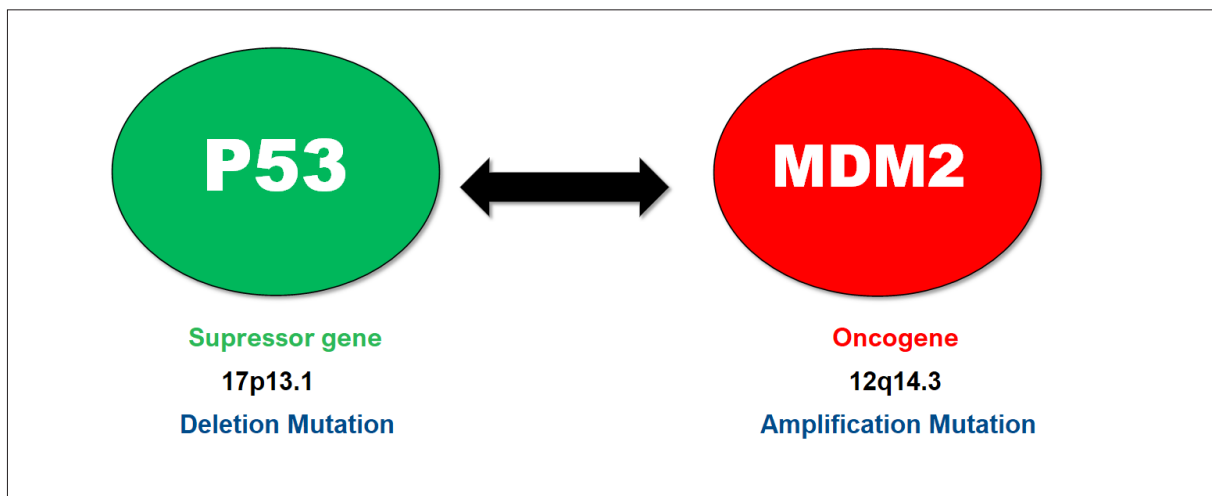 P53
MDM2
Supressor gene
17p13.1
Deletion Mutation
Oncogene
12q14.3
Amplification Mutation